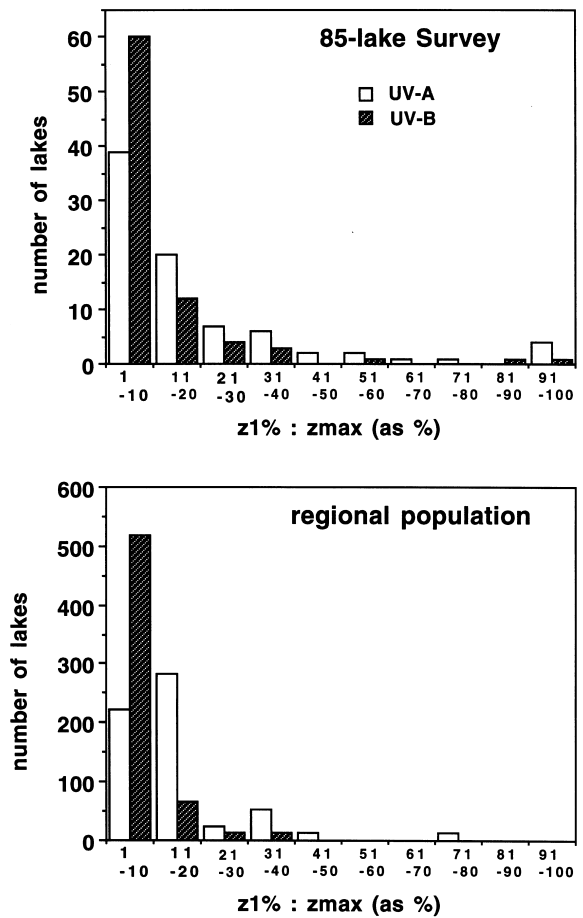 85-lake Survey
UV-A
UV-B
number of lakes
60
50
40
30
20
10
0
1 11 21 31 41 51 61 71 81 91
-10 -20 -30 -40 -50 -60 -70 -80 -90 -100
z1% : zmax (as %)
regional population
number of lakes
600
500
400
300
200
100
0
1 11 21 31 41 51 61 71 81 91
-10 -20 -30 -40 -50 -60 -70 -80 -90 -100
z1% : zmax (as %)